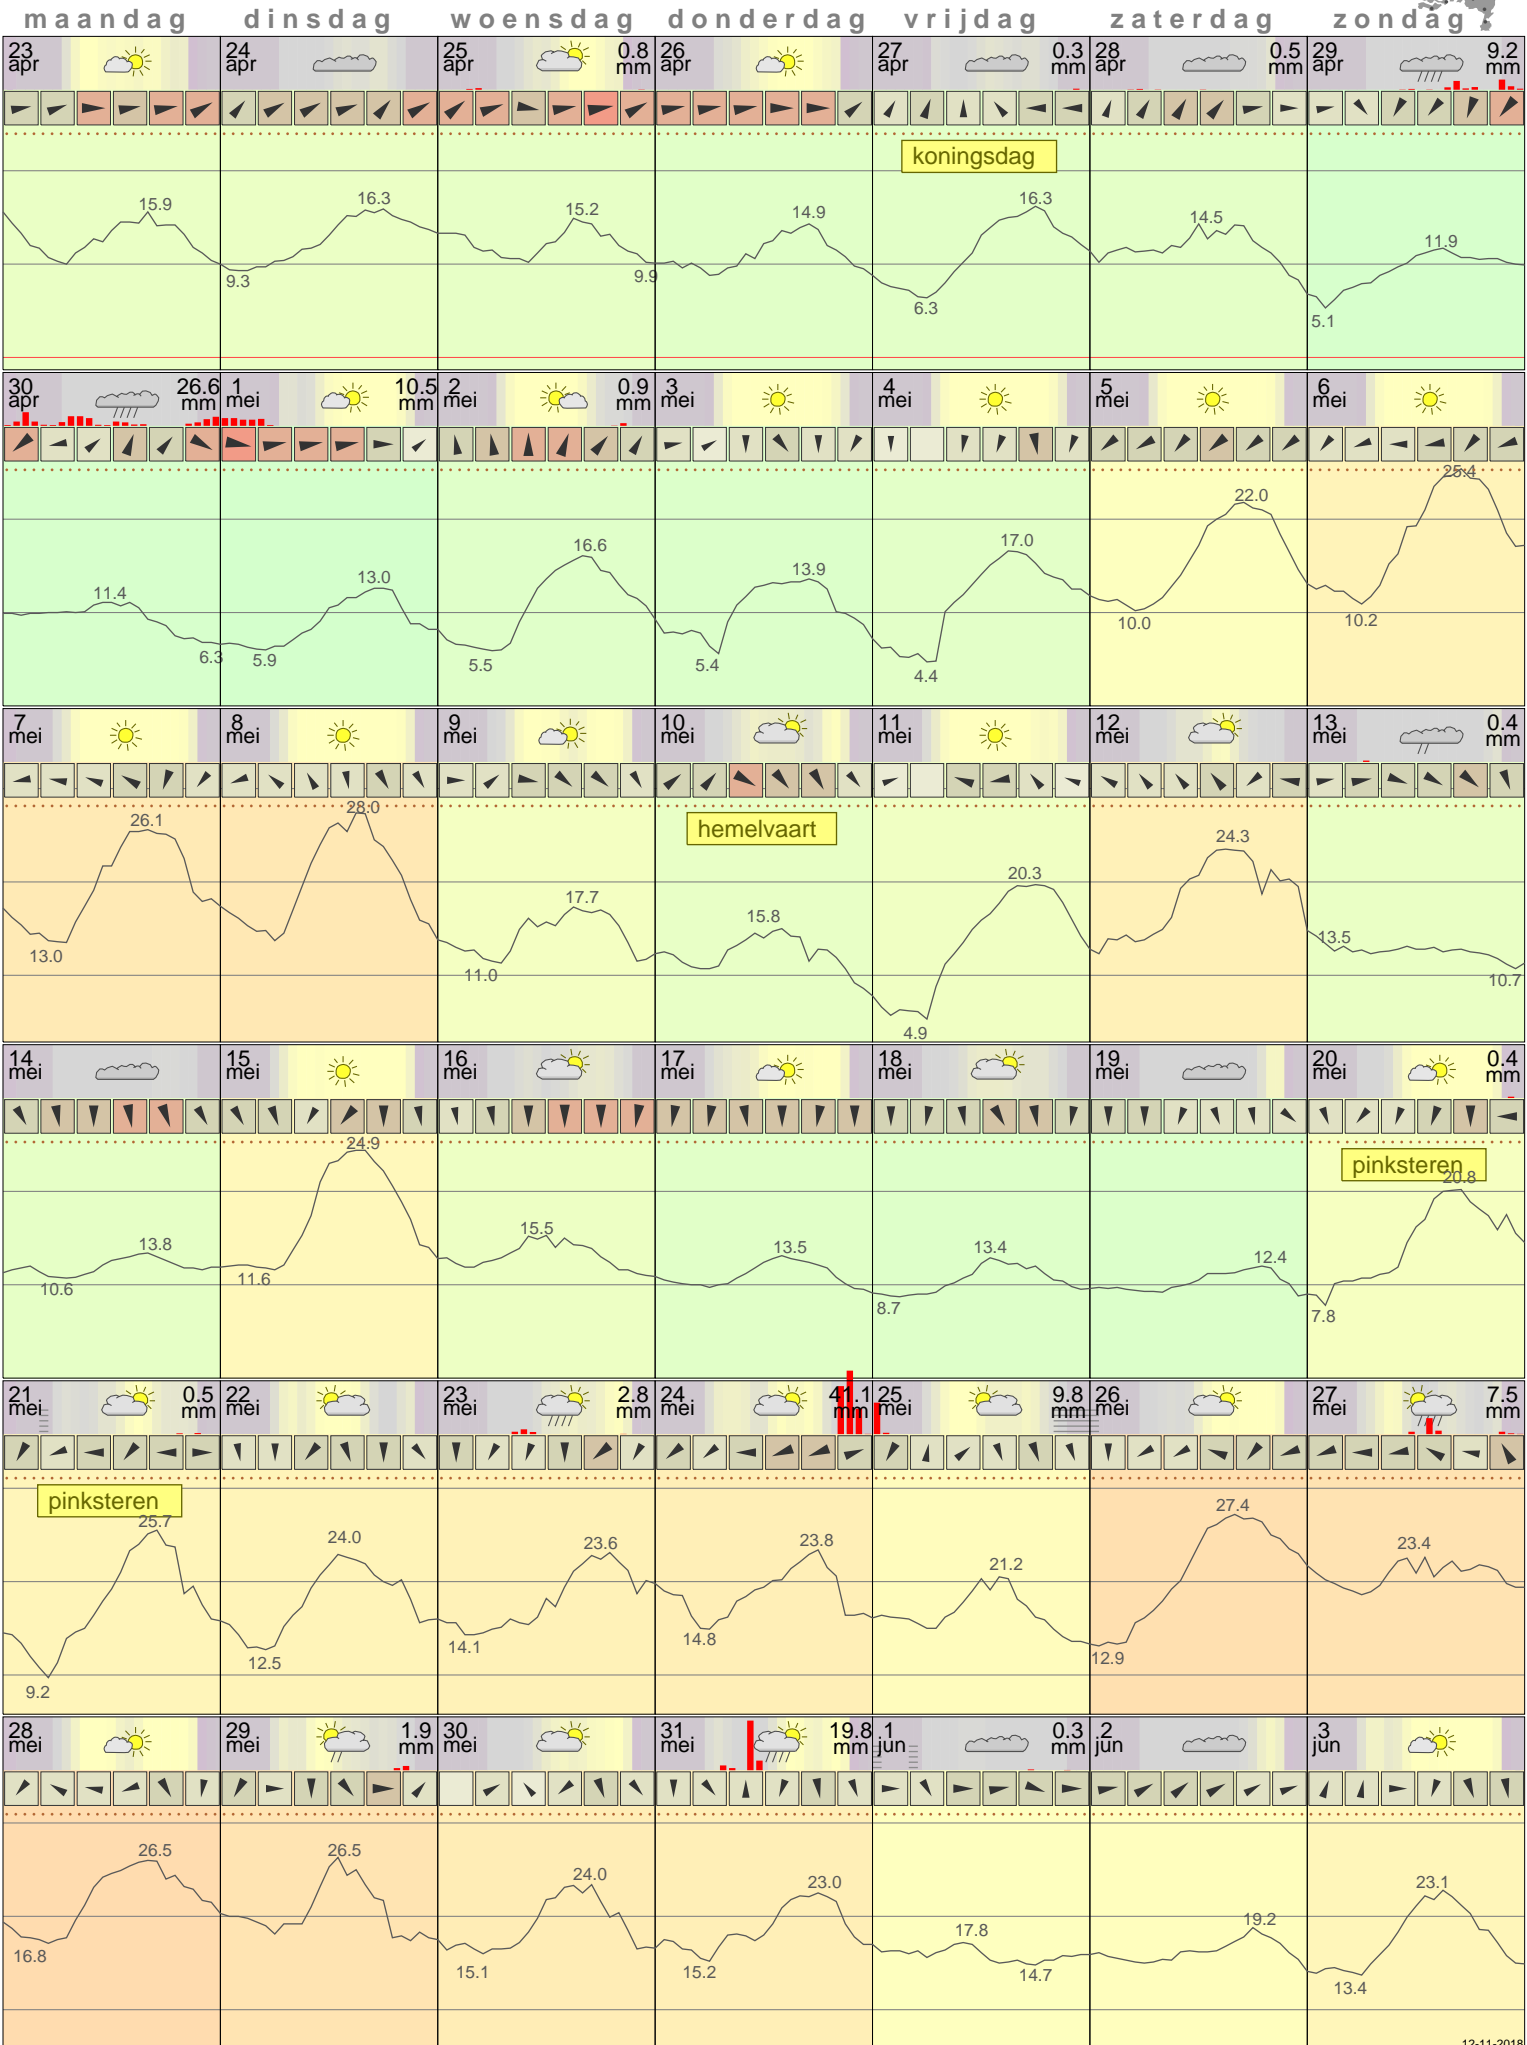 maandag dinsdag woensdag donderdag vrijdag zaterdag zondag
23 24 25 0.8 26 27 0.3 28 0.5 29 9.2
apr apr apr mm apr apr mm apr mm apr mm
koningsdag
15.9 16.3 15.2 14.9 16.3 14.5 11.9
9.3 9.9 6.3 5.1
30 26.6 1 10.5 2 0.9 3 4 5 6
apr mm mei mm mei mm mei mei mei mei
11.4 13.0 16.6 13.9 17.0 22.0 25.4
6.3 5.9 5.5 5.4 4.4 10.0 10.2
7 8 9 10 11 12 13 0.4
mei mei mei mei mei mei mei mm
hemelvaart
26.1 28.0 17.7 15.8 20.3 24.3 13.5
13.0 11.0 4.9 10.7
14 15 16 17 18 19 20 0.4
mei mei mei mei mei mei mei mm
pinksteren
13.8 24.9 15.5 13.5 13.4 12.4 20.8
10.6 11.6 8.7 7.8
21 0.5 22 23 2.8 24 41.1 25 9.8 26 27 7.5
mei mm mei mei mm mei mm mei mm mei mei mm
pinksteren
25.7 24.0 23.6 23.8 21.2 27.4 23.4
9.2 12.5 14.1 14.8 12.9
28 29 1.9 30 31 19.8 1 0.3 2 3
mei mei mm mei mei mm jun mm jun jun
26.5 26.5 24.0 23.0 17.8 19.2 23.1
16.8 15.1 15.2 14.7 13.4
12-11-2018